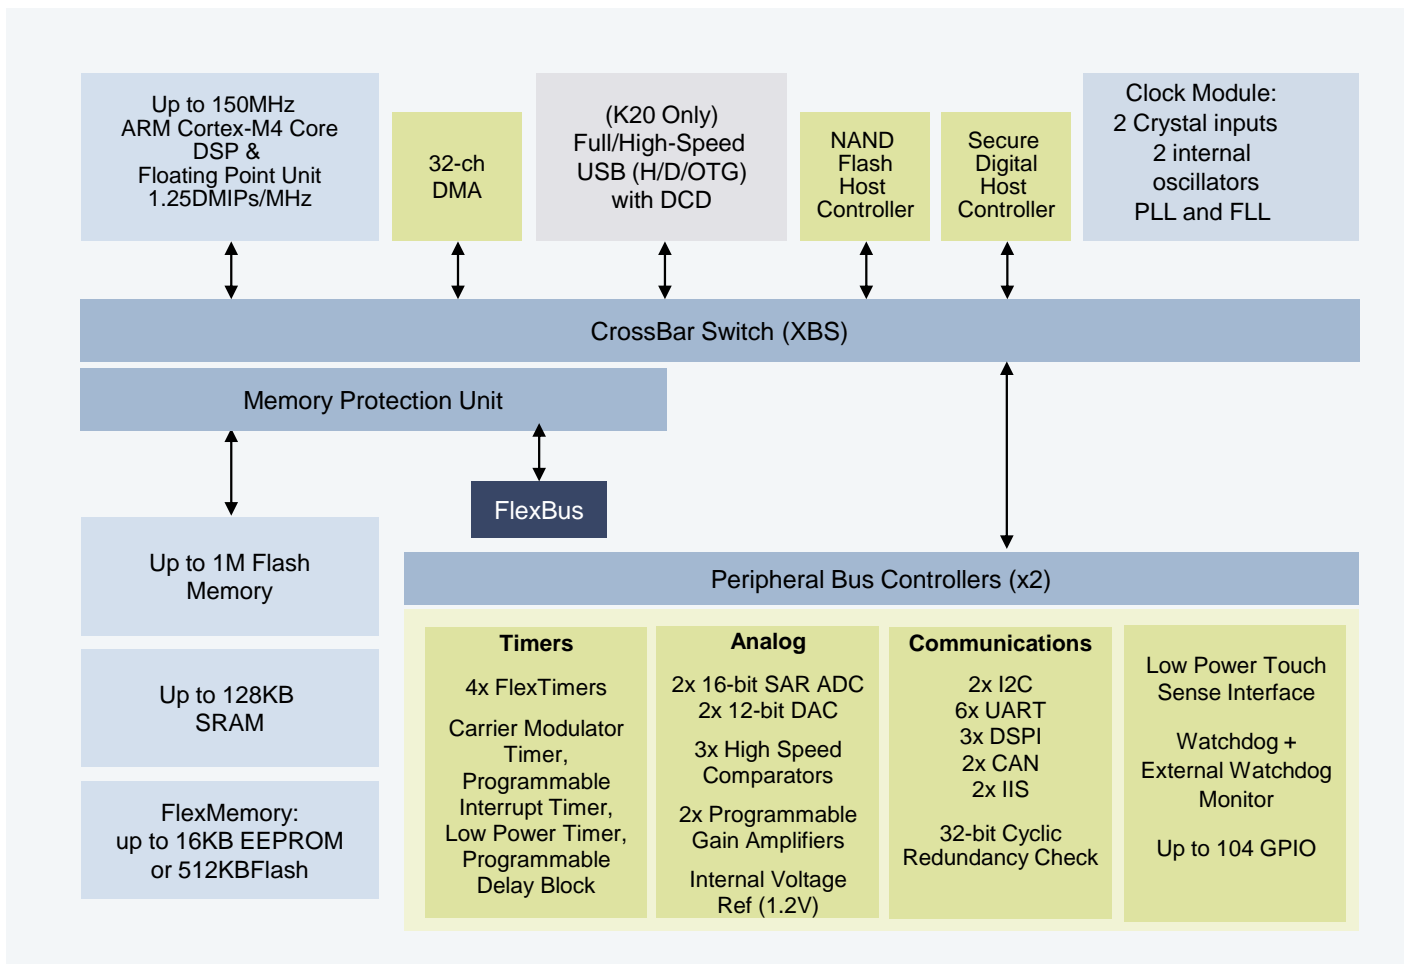 Up to 150MHz
ARM Cortex-M4 Core
DSP &
Floating Point Unit
1.25DMIPs/MHz
32-ch
DMA
(K20 Only)
Full/High-Speed
USB (H/D/OTG)
with DCD
NAND
Flash
Host
Controller
Secure
Digital
Host
Controller
Clock Module:
2 Crystal inputs
2 internal
oscillators
PLL and FLL
CrossBar Switch (XBS)
Memory Protection Unit
FlexBus
Up to 1M Flash
Memory
Up to 128KB
SRAM
FlexMemory:
up to 16KB EEPROM
or 512KBFlash
Peripheral Bus Controllers (x2)
Timers
4x FlexTimers
Carrier Modulator
Timer,
Programmable
Interrupt Timer,
Low Power Timer,
Programmable
Delay Block
Analog
2x 16-bit SAR ADC
2x 12-bit DAC
3x High Speed
Comparators
2x Programmable
Gain Amplifiers
Internal Voltage
Ref (1.2V)
Communications
2x I2C
6x UART
3x DSPI
2x CAN
2x IIS
32-bit Cyclic
Redundancy Check
Low Power Touch
Sense Interface
Watchdog +
External Watchdog
Monitor
Up to 104 GPIO